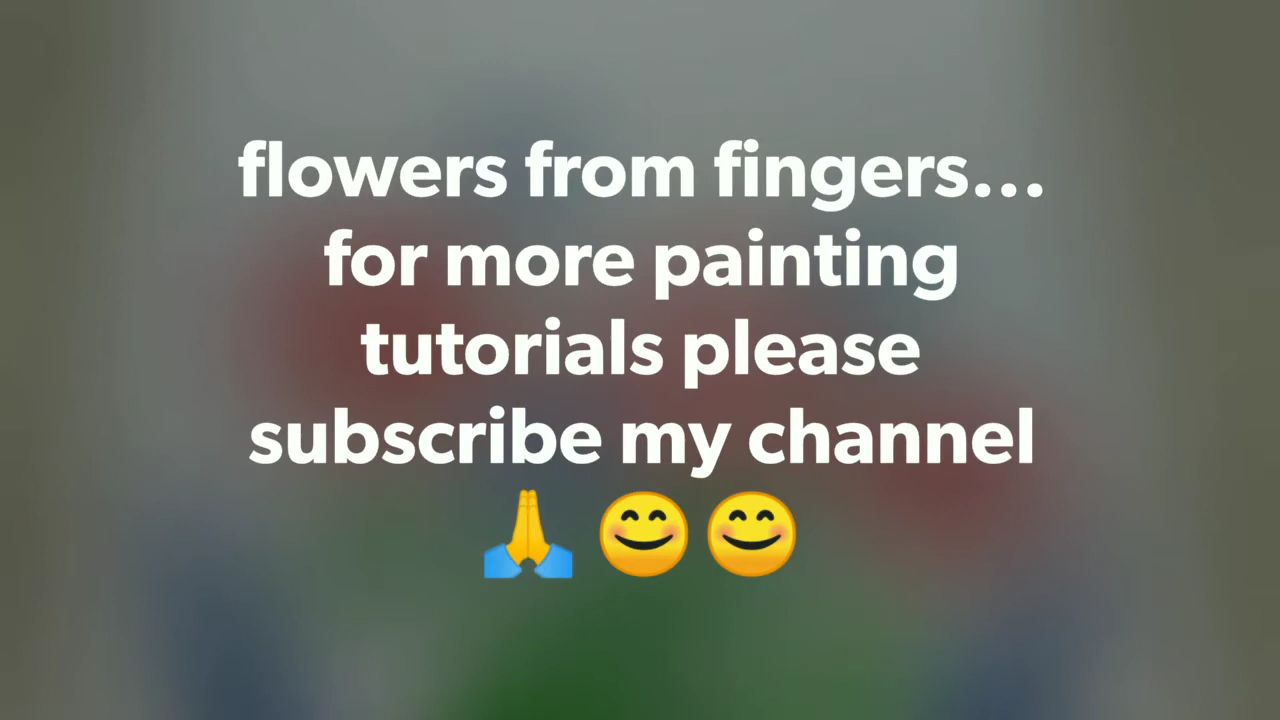 flowers from fingers...
for more painting
tutorials please
subscribe my channel
🙏 😊 😊